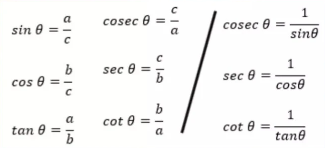 sin θ = a/c
cosec θ = c/a
cosec θ = 1/sinθ
cos θ = b/c
sec θ = c/b
sec θ = 1/cosθ
tan θ = a/b
cot θ = b/a
cot θ = 1/tanθ